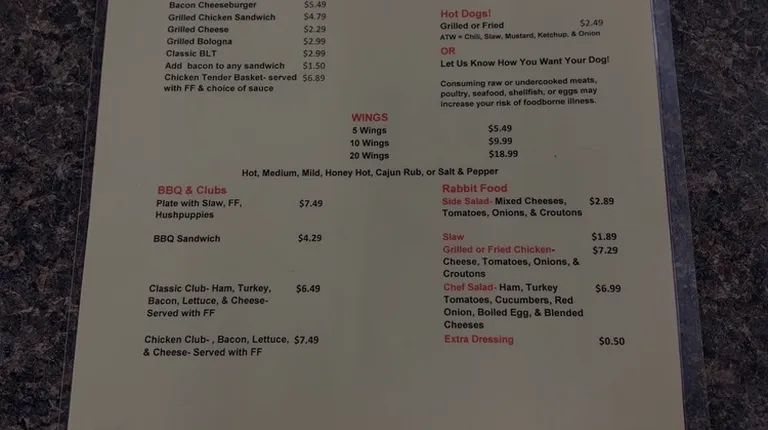 Bacon Cheeseburger $5.49
Grilled Chicken Sandwich $4.79
Grilled Cheese $2.29
Grilled Bologna $2.99
Classic BLT $2.99
Add bacon to any sandwich $1.50
Chicken Tender Basket- served $6.89
with FF & choice of sauce
Hot Dogs!
Grilled or Fried $2.49
ATW = Chili, Slaw, Mustard, Ketchup, & Onion
OR
Let Us Know How You Want Your Dog!
Consuming raw or undercooked meats,
poultry, seafood, shellfish, or eggs may
increase your risk of foodborne illness.
WINGS
5 Wings $5.49
10 Wings $9.99
20 Wings $18.99
Hot, Medium, Mild, Honey Hot, Cajun Rub, or Salt & Pepper
BBQ & Clubs
Plate with Slaw, FF, $7.49
Hushpuppies
BBQ Sandwich $4.29
Classic Club- Ham, Turkey, $6.49
Bacon, Lettuce, & Cheese-
Served with FF
Chicken Club- , Bacon, Lettuce, $7.49
& Cheese- Served with FF
Rabbit Food
Side Salad- Mixed Cheeses, $2.89
Tomatoes, Onions, & Croutons
Slaw $1.89
Grilled or Fried Chicken- $7.29
Cheese, Tomatoes, Onions, &
Croutons
Chef Salad- Ham, Turkey $6.99
Tomatoes, Cucumbers, Red
Onion, Boiled Egg, & Blended
Cheeses
Extra Dressing $0.50